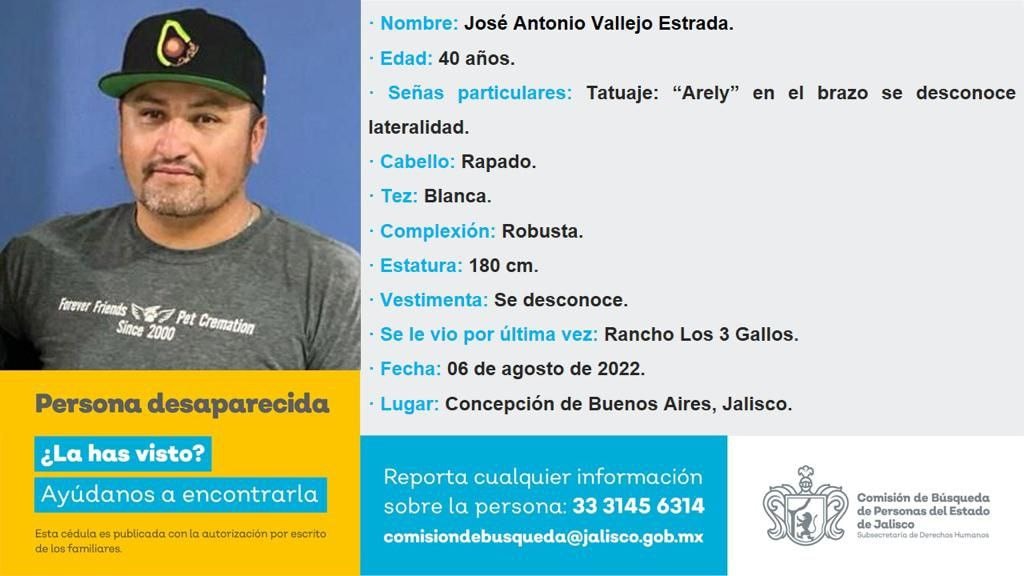 · Nombre: José Antonio Vallejo Estrada.
· Edad: 40 años.
· Señas particulares: Tatuaje: “Arely” en el brazo se desconoce
lateralidad.
· Cabello: Rapado.
· Tez: Blanca.
· Complexión: Robusta.
· Estatura: 180 cm.
· Vestimenta: Se desconoce.
· Se le vio por última vez: Rancho Los 3 Gallos.
· Fecha: 06 de agosto de 2022.
· Lugar: Concepción de Buenos Aires, Jalisco.
Forever Friends Pet Cremation
Since 2000
Persona desaparecida
¿La has visto?
Ayúdanos a encontrarla
Esta cédula es publicada con la autorización por escrito
de los familiares.
Reporta cualquier información
sobre la persona: 33 3145 6314
comisiondebusqueda@jalisco.gob.mx
Comisión de Búsqueda
de Personas del Estado
de Jalisco
Subsecretaría de Derechos Humanos